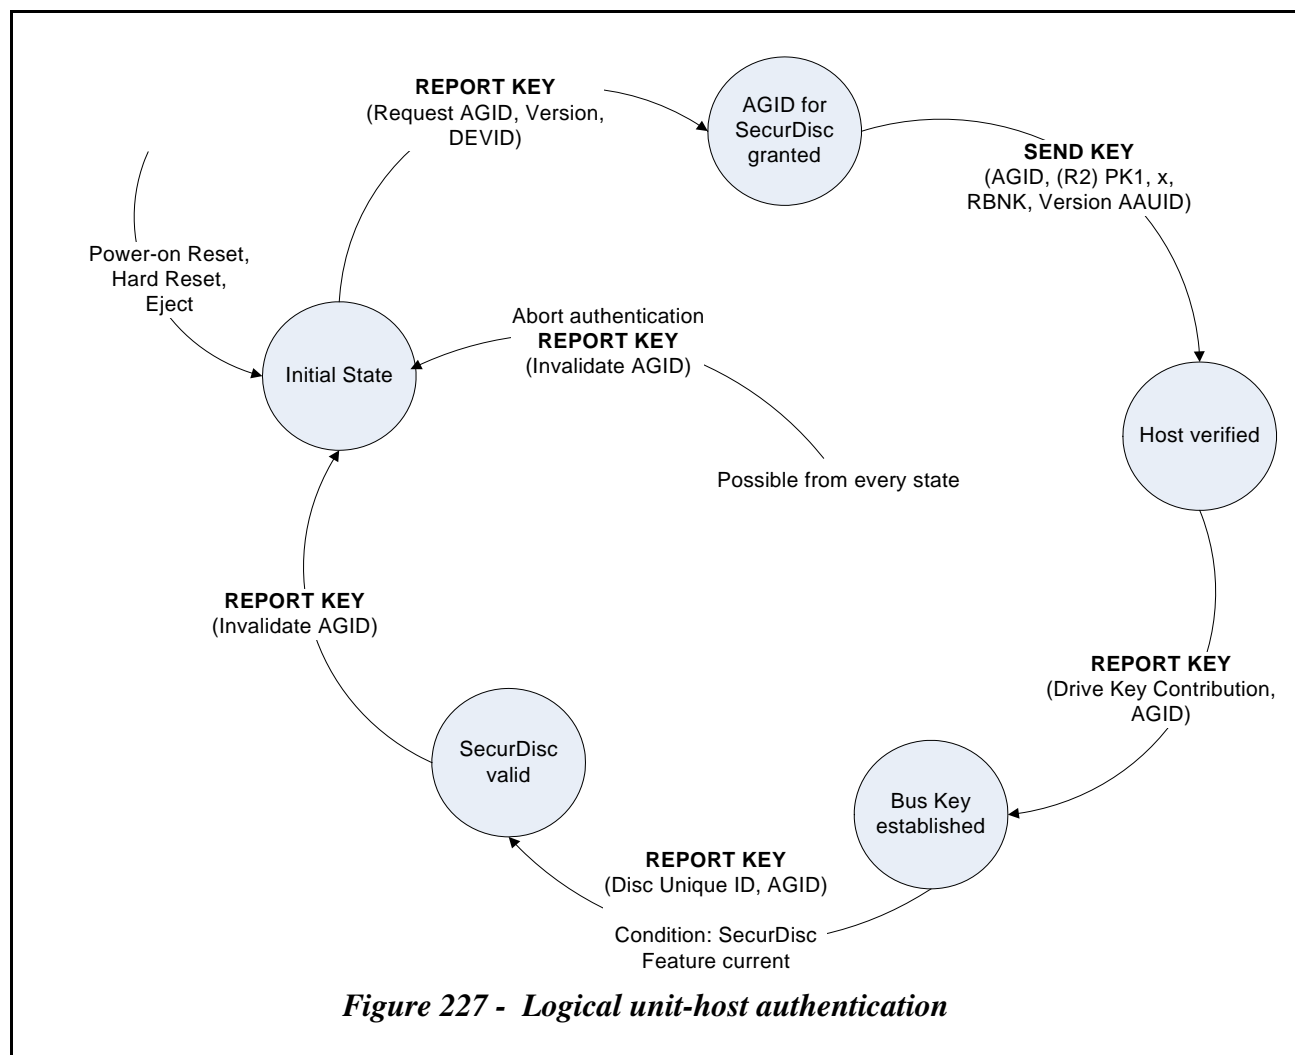 REPORT KEY
(Request AGID, Version,
DEVID)
AGID for
SecurDisc
granted
SEND KEY
(AGID, (R2) PK1, x,
RBNK, Version AAUID)
Power-on Reset,
Hard Reset,
Eject
Initial State
Abort authentication
REPORT KEY
(Invalidate AGID)
Possible from every state
Host verified
REPORT KEY
(Invalidate AGID)
REPORT KEY
(Drive Key Contribution,
AGID)
SecurDisc
valid
Bus Key
established
REPORT KEY
(Disc Unique ID, AGID)
Condition: SecurDisc
Feature current
Figure 227 - Logical unit-host authentication